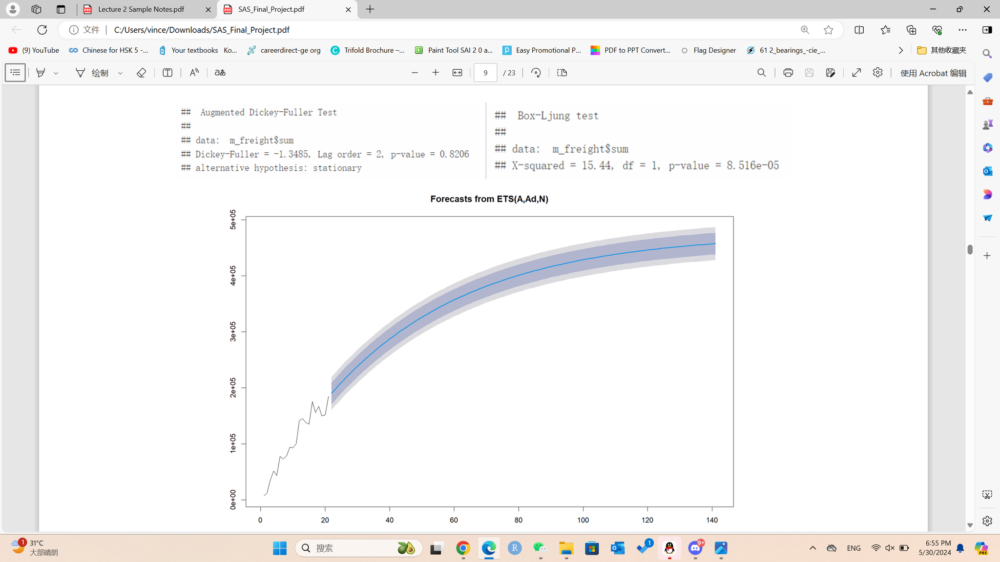 Lecture 2 Sample Notes.pdf
SAS_Final_Project.pdf
文件
C:/Users/vince/Downloads/SAS_Final_Project.pdf
(9) YouTube
Chinese for HSK 5 -...
Your textbooks Ko...
careerdirect-ge org
Trifold Brochure –...
Paint Tool SAI 2 0 a...
Easy Promotional P...
PDF to PPT Convert...
Flag Designer
61 2_bearings_-cie_...
其他收藏夹
绘制
aあ
9 / 23
使用 Acrobat 编辑
## Augmented Dickey-Fuller Test
##
## data: m_freight$sum
## Dickey-Fuller = -1.3485, Lag order = 2, p-value = 0.8206
## alternative hypothesis: stationary
## Box-Ljung test
##
## data: m_freight$sum
## X-squared = 15.44, df = 1, p-value = 8.516e-05
Forecasts from ETS(A,Ad,N)
5e+05
4e+05
3e+05
2e+05
1e+05
0e+00
0 20 40 60 80 100 120 140
1
31°C
大部晴朗
搜索
R
1
9+
ENG
6:55 PM
5/30/2024
PRE